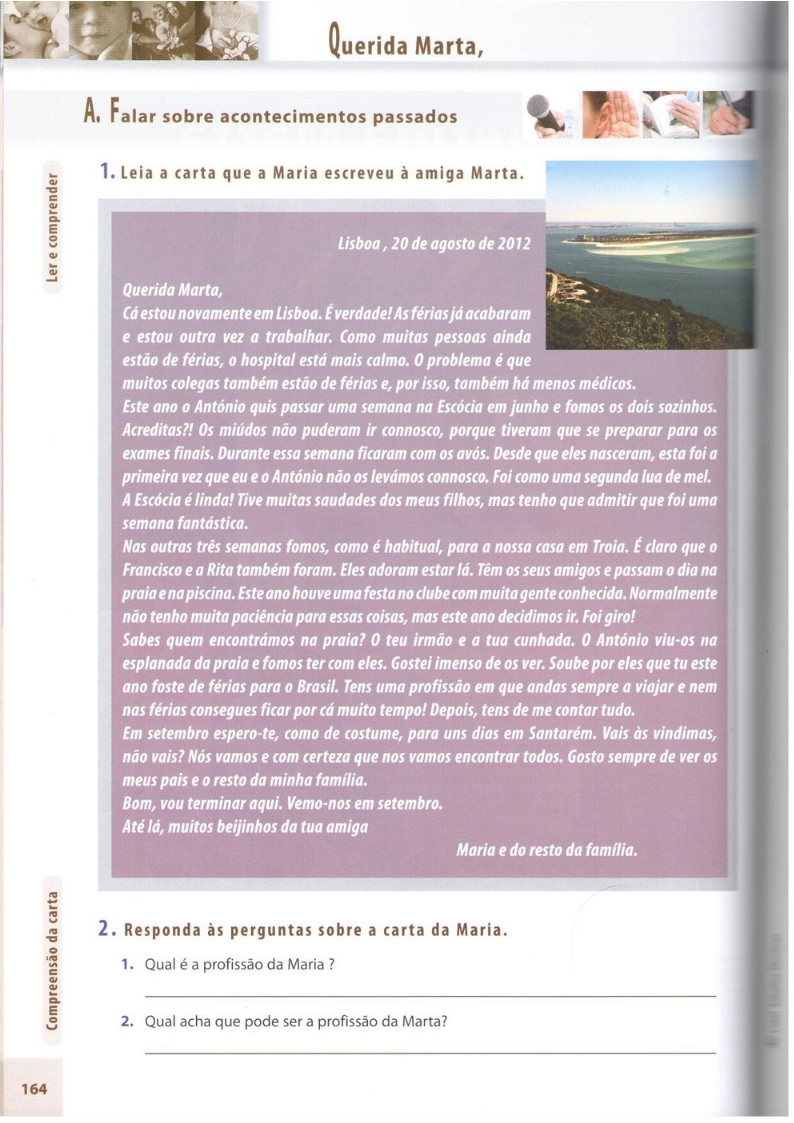 Querida Marta,
A. Falar sobre acontecimentos passados
Ler e comprender
1. Leia a carta que a Maria escreveu à amiga Marta.
Lisboa , 20 de agosto de 2012
Querida Marta,
Cá estou novamente em Lisboa. É verdade! As férias já acabaram
e estou outra vez a trabalhar. Como muitas pessoas ainda
estão de férias, o hospital está mais calmo. O problema é que
muitos colegas também estão de férias e, por isso, também há menos médicos.
Este ano o António quis passar uma semana na Escócia em junho e fomos os dois sozinhos.
Acreditas?! Os miúdos não puderam ir connosco, porque tiveram que se preparar para os
exames finais. Durante essa semana ficaram com os avós. Desde que eles nasceram, esta foi a
primeira vez que eu e o António não os levámos connosco. Foi como uma segunda lua de mel.
A Escócia é linda! Tive muitas saudades dos meus filhos, mas tenho que admitir que foi uma
semana fantástica.
Nas outras três semanas fomos, como é habitual, para a nossa casa em Troia. É claro que o
Francisco e a Rita também foram. Eles adoram estar lá. Têm os seus amigos e passam o dia na
praia e na piscina. Este ano houve uma festa no clube com muita gente conhecida. Normalmente
não tenho muita paciência para essas coisas, mas este ano decidimos ir. Foi giro!
Sabes quem encontrámos na praia? O teu irmão e a tua cunhada. O António viu-os na
esplanada da praia e fomos ter com eles. Gostei imenso de os ver. Soube por eles que tu este
ano foste de férias para o Brasil. Tens uma profissão em que andas sempre a viajar e nem
nas férias consegues ficar por cá muito tempo! Depois, tens de me contar tudo.
Em setembro espero-te, como de costume, para uns dias em Santarém. Vais às vindimas,
não vais? Nós vamos e com certeza que nos vamos encontrar todos. Gosto sempre de ver os
meus pais e o resto da minha família.
Bom, vou terminar aqui. Vemo-nos em setembro.
Até lá, muitos beijinhos da tua amiga
Maria e do resto da família.
Compreensão da carta
2. Responda às perguntas sobre a carta da Maria.
1. Qual é a profissão da Maria ?
2. Qual acha que pode ser a profissão da Marta?
164